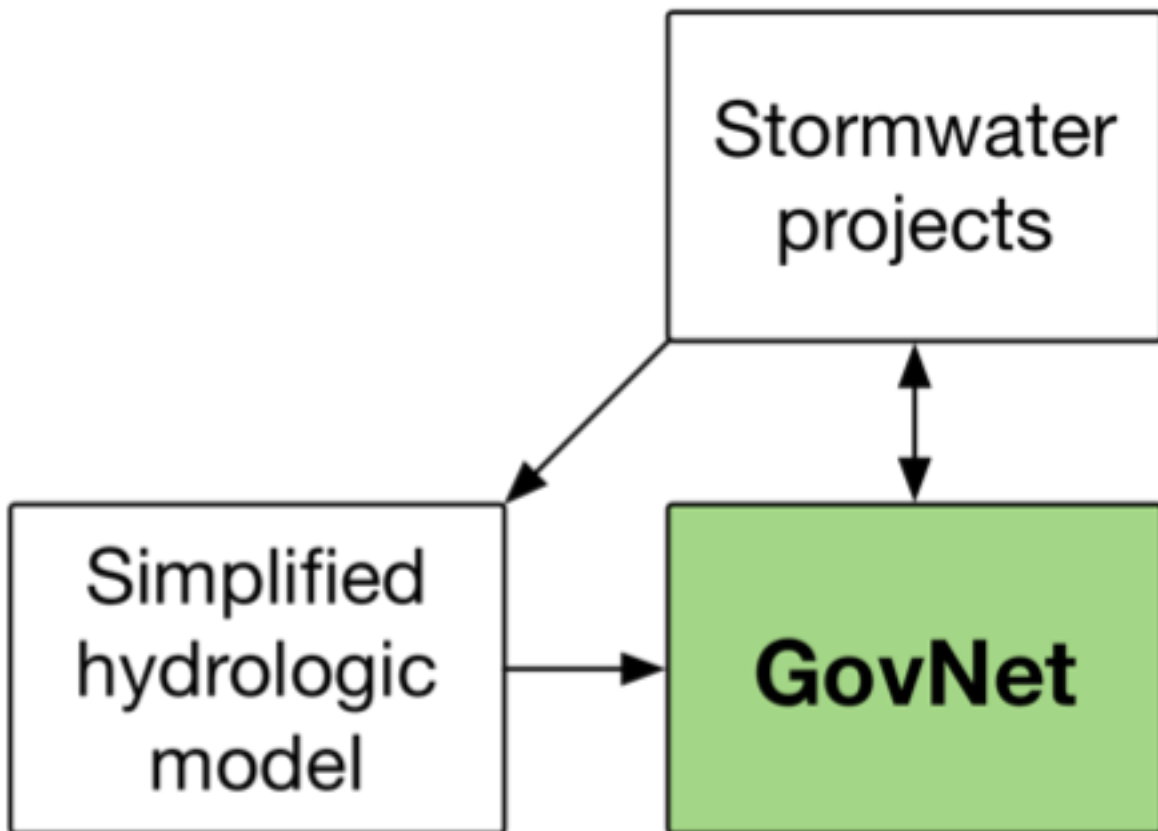 Stormwater
projects
Simplified
hydrologic
model
GovNet